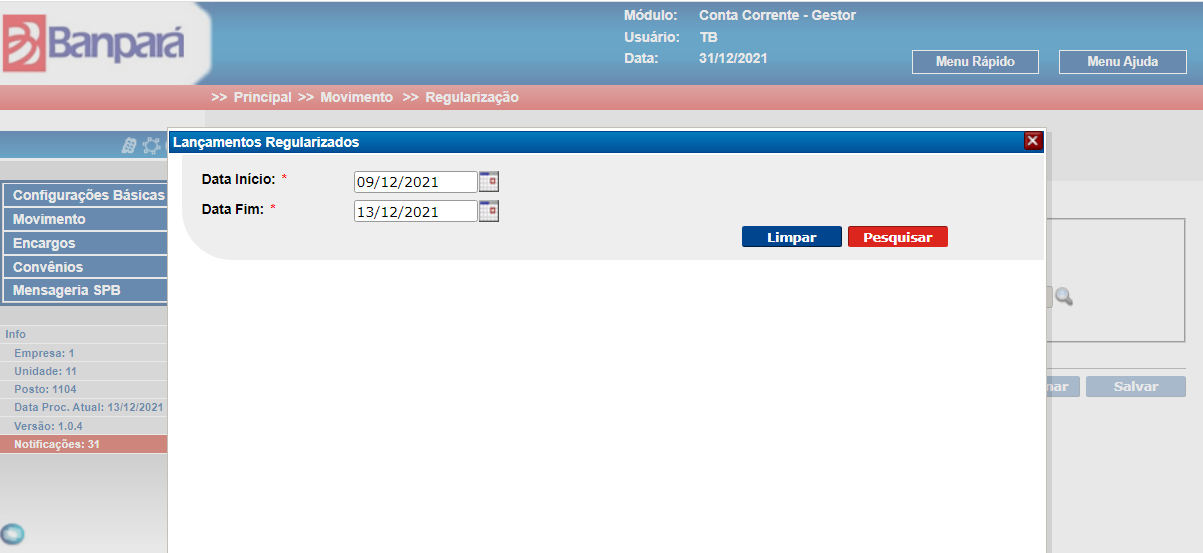 Banpará
Módulo: Conta Corrente - Gestor
Usuário: TB
Data: 31/12/2021
Menu Rápido Menu Ajuda
>> Principal >> Movimento >> Regularização
Lançamentos Regularizados
Data Início: * 09/12/2021
Data Fim: * 13/12/2021
Limpar Pesquisar
Configurações Básicas
Movimento
Encargos
Convênios
Mensageria SPB
Info
Empresa: 1
Unidade: 11
Posto: 1104
Data Proc. Atual: 13/12/2021
Versão: 1.0.4
Notificações: 31
Salvar